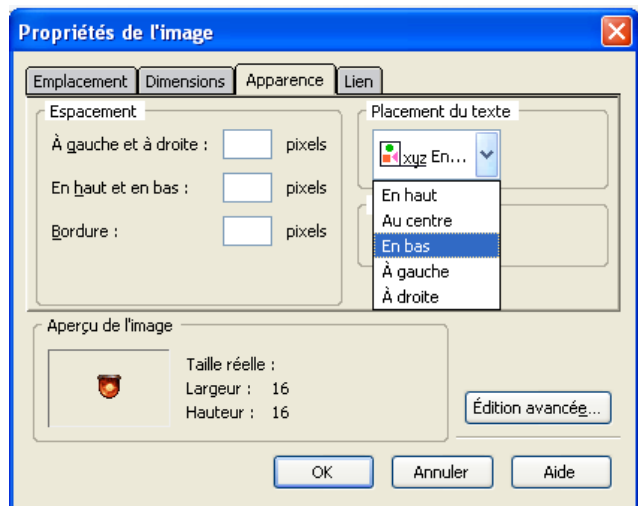 Propriétés de l'image
Emplacement Dimensions Apparence Lien
Espacement
À gauche et à droite : pixels
En haut et en bas : pixels
Bordure : pixels
Placement du texte
xyz En...
En haut
Au centre
En bas
À gauche
À droite
Aperçu de l'image
Taille réelle :
Largeur : 16
Hauteur : 16
Édition avancée...
OK Annuler Aide